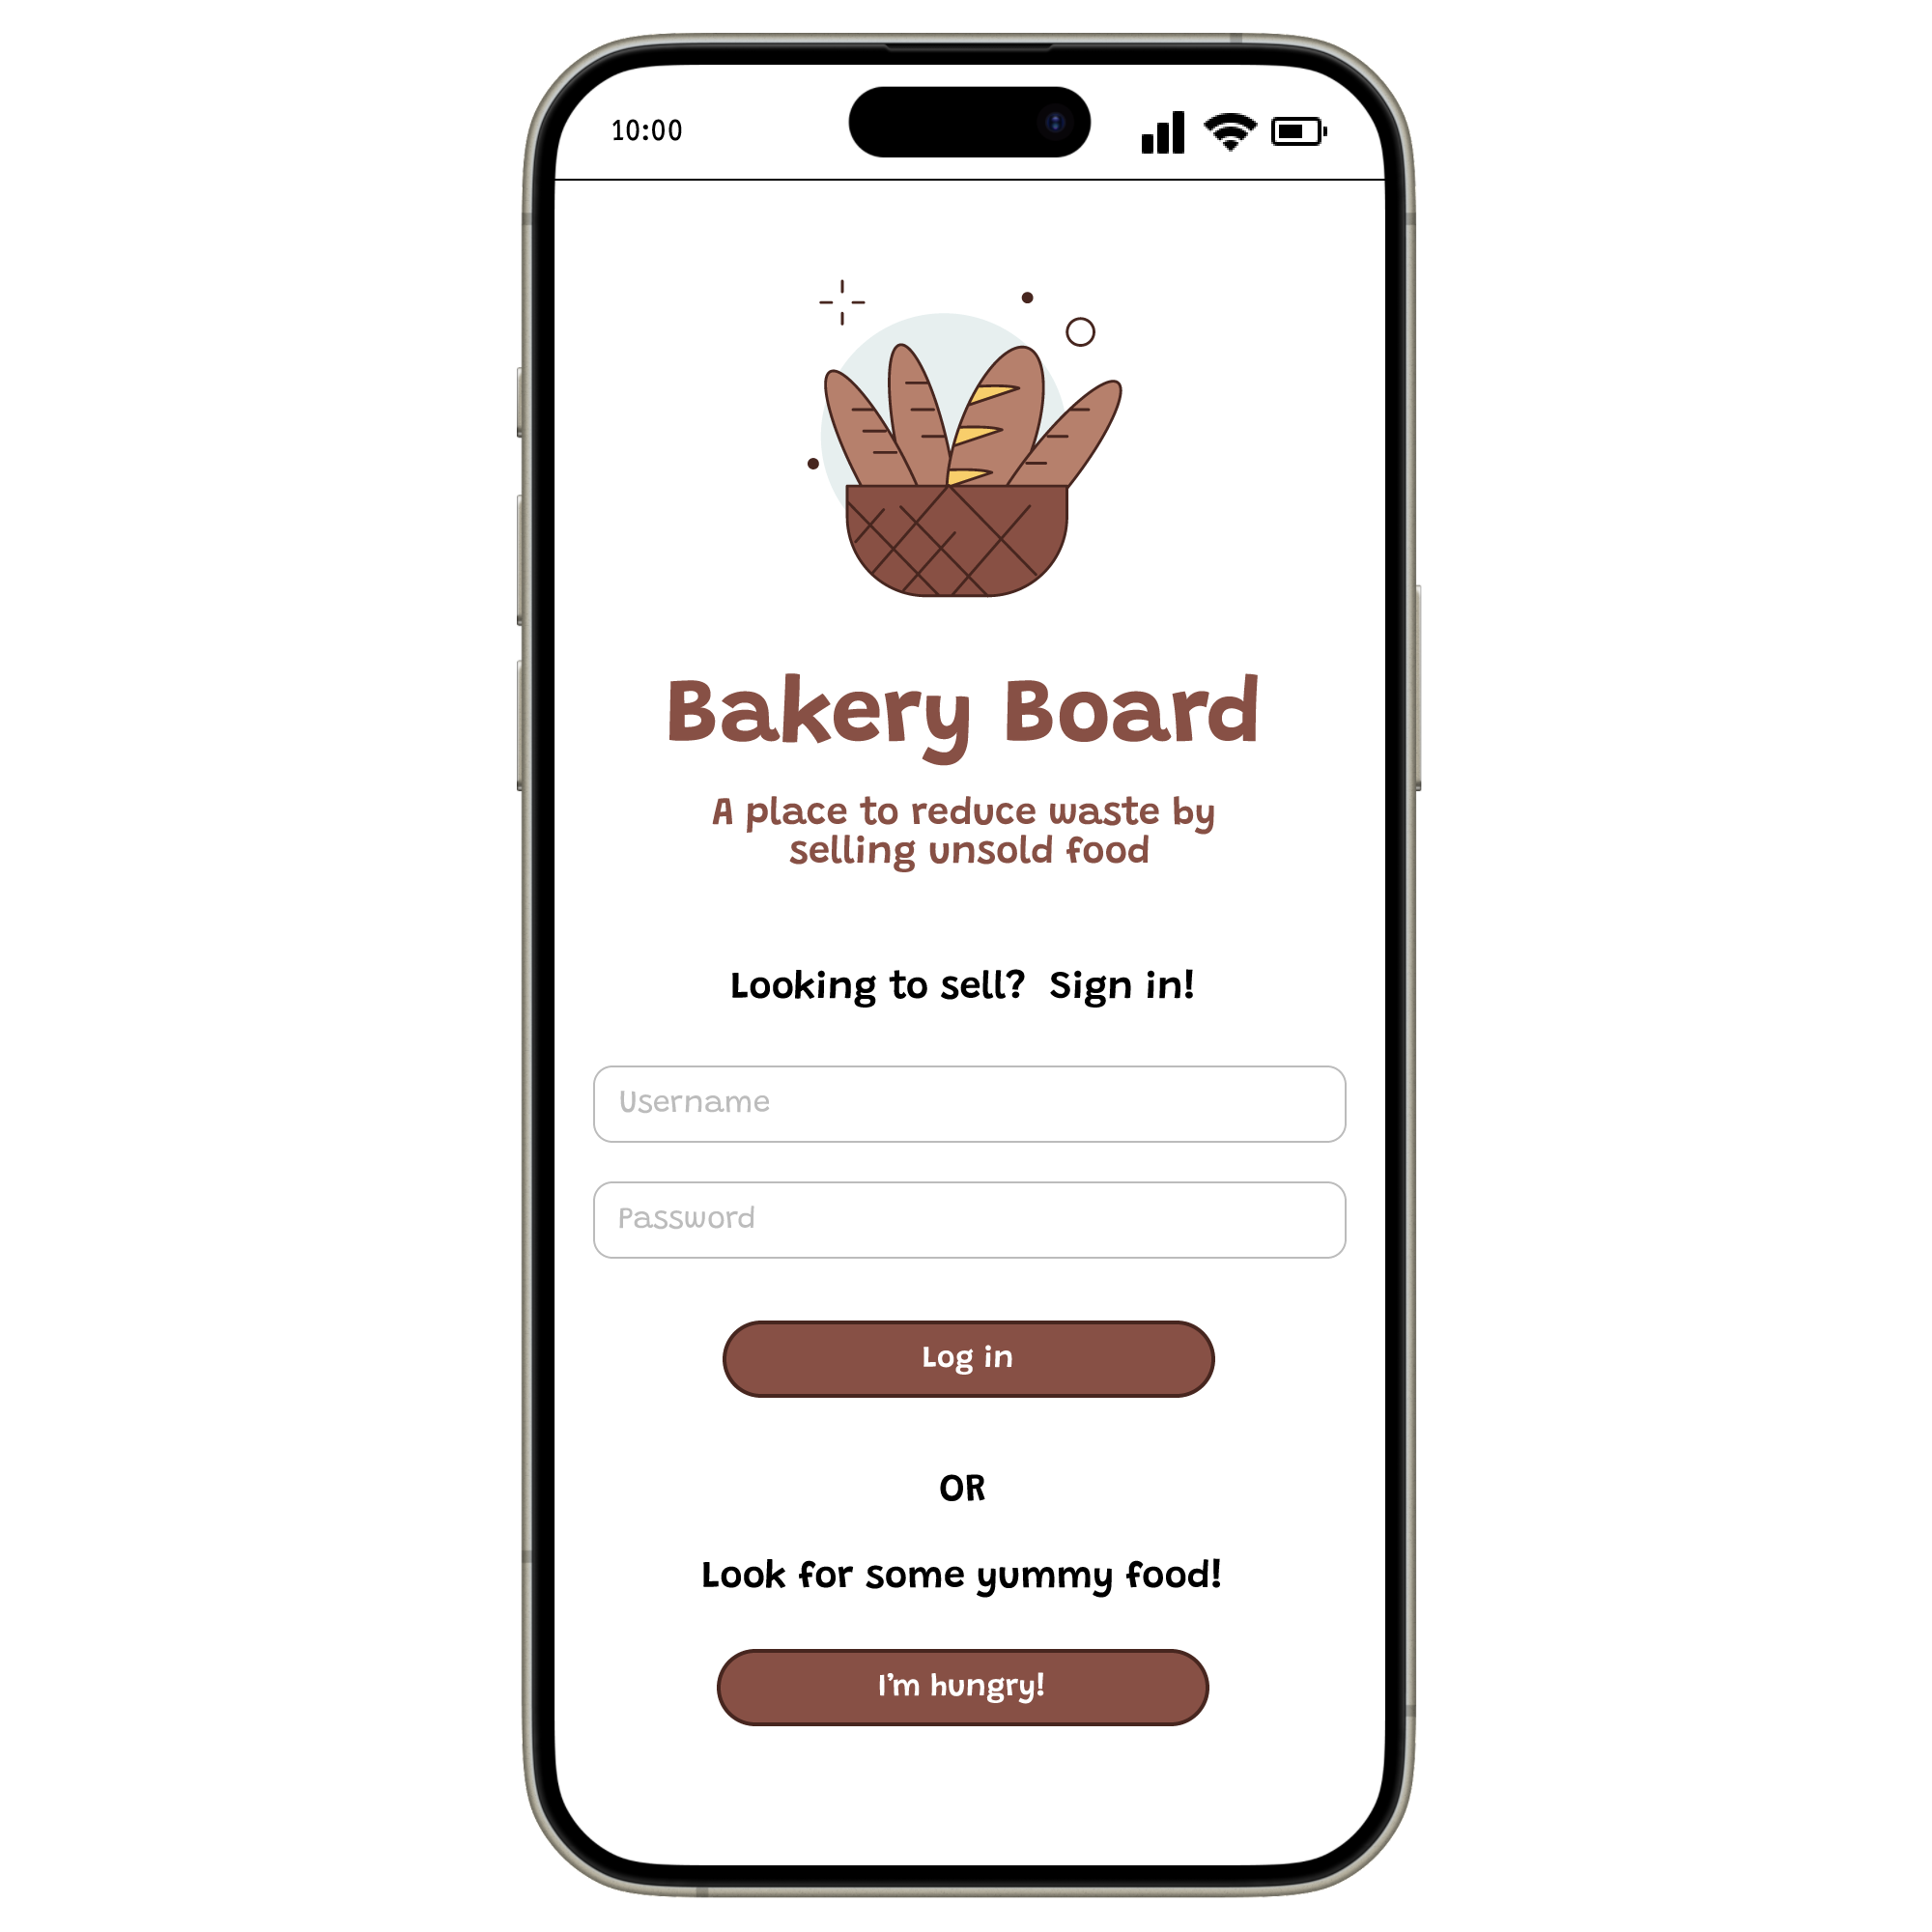 10:00
Bakery Board
A place to reduce waste by
selling unsold food
Looking to sell?  Sign in!
Username
Password
Log in
OR
Look for some yummy food!
I'm hungry!